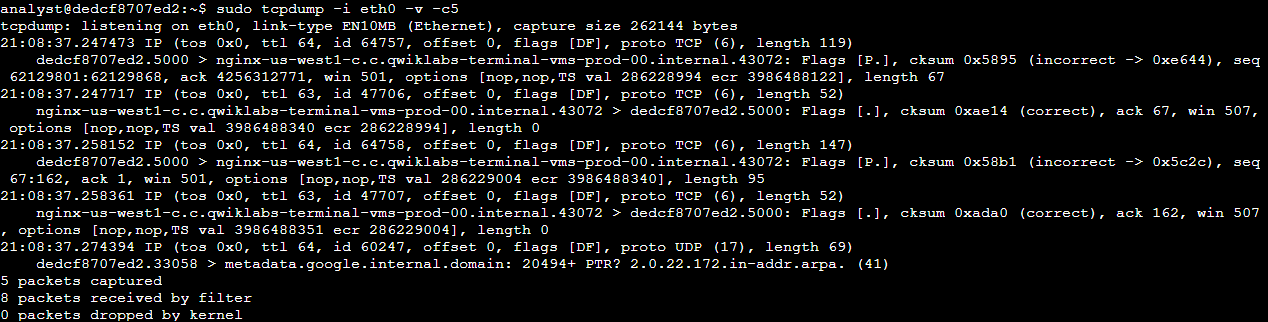 analyst@dedcf8707ed2:~$ sudo tcpdump -i eth0 -v -c5
tcpdump: listening on eth0, link-type EN10MB (Ethernet), capture size 262144 bytes
21:08:37.247473 IP (tos 0x0, ttl 64, id 64757, offset 0, flags [DF], proto TCP (6), length 119)
    dedcf8707ed2.5000 > nginx-us-west1-c.c.qwiklabs-terminal-vms-prod-00.internal.43072: Flags [P.], cksum 0x5895 (incorrect -> 0xe644), seq
 62129801:62129868, ack 4256312771, win 501, options [nop,nop,TS val 286228994 ecr 3986488122], length 67
21:08:37.247717 IP (tos 0x0, ttl 63, id 47706, offset 0, flags [DF], proto TCP (6), length 52)
    nginx-us-west1-c.c.qwiklabs-terminal-vms-prod-00.internal.43072 > dedcf8707ed2.5000: Flags [.], cksum 0xae14 (correct), ack 67, win 507,
 options [nop,nop,TS val 3986488340 ecr 286228994], length 0
21:08:37.258152 IP (tos 0x0, ttl 64, id 64758, offset 0, flags [DF], proto TCP (6), length 147)
    dedcf8707ed2.5000 > nginx-us-west1-c.c.qwiklabs-terminal-vms-prod-00.internal.43072: Flags [P.], cksum 0x58b1 (incorrect -> 0x5c2c), seq
 67:162, ack 1, win 501, options [nop,nop,TS val 286229004 ecr 3986488340], length 95
21:08:37.258361 IP (tos 0x0, ttl 63, id 47707, offset 0, flags [DF], proto TCP (6), length 52)
    nginx-us-west1-c.c.qwiklabs-terminal-vms-prod-00.internal.43072 > dedcf8707ed2.5000: Flags [.], cksum 0xada0 (correct), ack 162, win 507
, options [nop,nop,TS val 3986488351 ecr 286229004], length 0
21:08:37.274394 IP (tos 0x0, ttl 64, id 60247, offset 0, flags [DF], proto UDP (17), length 69)
    dedcf8707ed2.33058 > metadata.google.internal.domain: 20494+ PTR? 2.0.22.172.in-addr.arpa. (41)
5 packets captured
8 packets received by filter
0 packets dropped by kernel